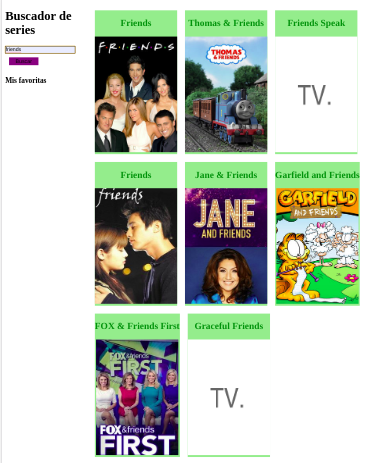 Buscador de
series
friends
Buscar
Mis favoritas
Friends
Thomas & Friends
Friends Speak
F·R·I·E·N·D·S
THOMAS
& FRIENDS
TV.
Friends
Jane & Friends
Garfield and Friends
friends
JANE
AND FRIENDS
GARFIELD
AND FRIENDS
FOX & Friends First
Graceful Friends
FOX
&friends
FIRST
FOX&friends
FIRST
TV.